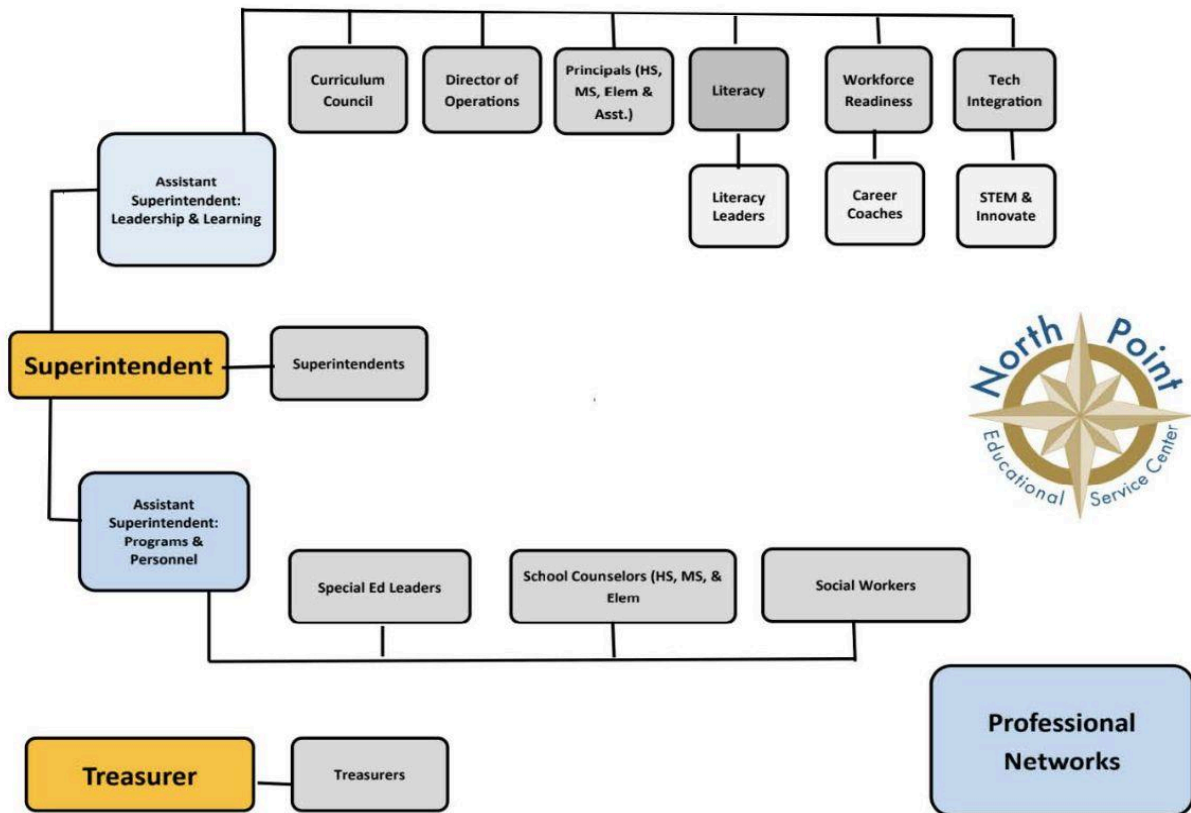 Curriculum
Council
Director of
Operations
Principals (HS,
MS, Elem &
Asst.)
Literacy
Workforce
Readiness
Tech
Integration
Literacy
Leaders
Career
Coaches
STEM &
Innovate
Assistant
Superintendent:
Leadership & Learning
Superintendent
Superintendents
North Point
Educational Service Center
Assistant
Superintendent:
Programs &
Personnel
Special Ed Leaders
School Counselors (HS, MS, &
Elem
Social Workers
Professional
Networks
Treasurer
Treasurers